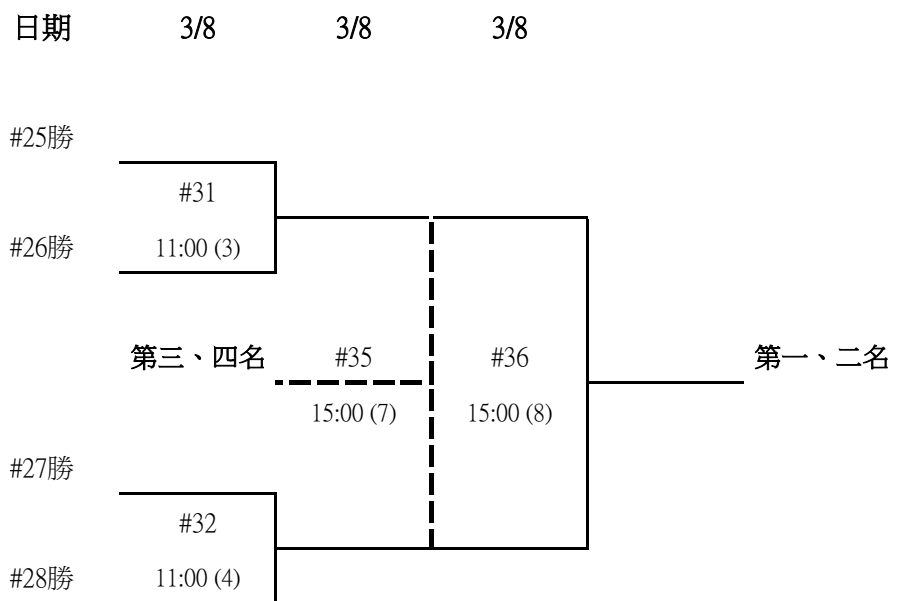 日期 3/8 3/8 3/8
#25勝
#31
#26勝 11:00 (3)
第三、四名 #35 #36 第一、二名
15:00 (7) 15:00 (8)
#27勝
#32
#28勝 11:00 (4)